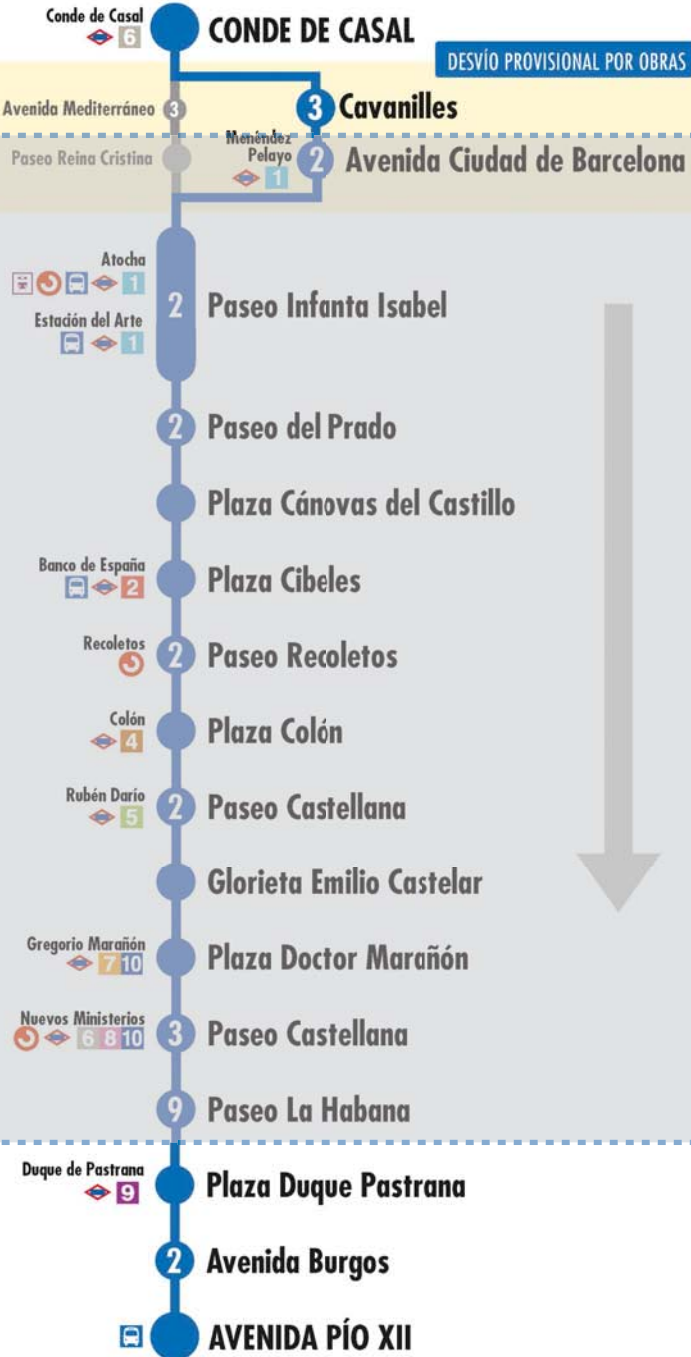 Conde de Casal
6
CONDE DE CASAL
DESVÍO PROVISIONAL POR OBRAS
Avenida Mediterráneo
3
3
Cavanilles
Paseo Reina Cristina
Menéndez
Pelayo
1
2
Avenida Ciudad de Barcelona
Atocha
1
Estación del Arte
1
2
Paseo Infanta Isabel
2
Paseo del Prado
Plaza Cánovas del Castillo
Banco de España
2
Plaza Cibeles
Recoletos
2
Paseo Recoletos
Colón
4
Plaza Colón
Rubén Darío
5
2
Paseo Castellana
Glorieta Emilio Castelar
Gregorio Marañón
7 10
Plaza Doctor Marañón
Nuevos Ministerios
6 8 10
3
Paseo Castellana
9
Paseo La Habana
Duque de Pastrana
9
Plaza Duque Pastrana
2
Avenida Burgos
AVENIDA PÍO XII